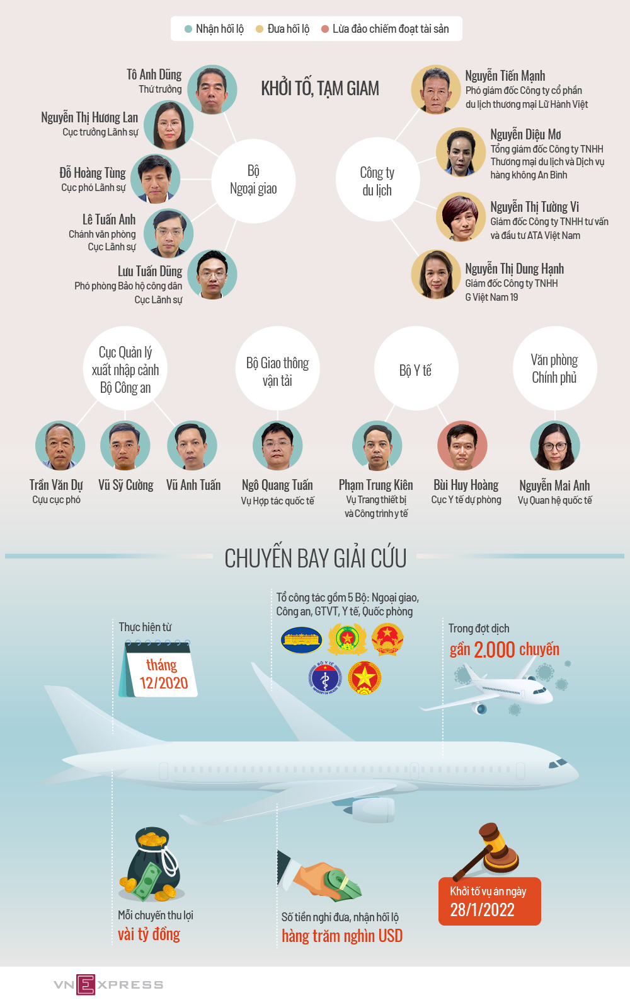 Nhận hối lộ
Đưa hối lộ
Lừa đảo chiếm đoạt tài sản
KHỞI TỐ, TẠM GIAM
Tô Anh Dũng
Thứ trưởng
Nguyễn Thị Hương Lan
Cục trưởng Lãnh sự
Đỗ Hoàng Tùng
Cục phó Lãnh sự
Lê Tuấn Anh
Chánh văn phòng
Cục Lãnh sự
Lưu Tuấn Dũng
Phó phòng Bảo hộ công dân
Cục Lãnh sự
Bộ
Ngoại giao
Công ty
du lịch
Nguyễn Tiến Mạnh
Phó giám đốc Công ty cổ phần
du lịch thương mại Lữ Hành Việt
Nguyễn Diệu Mơ
Tổng giám đốc Công ty TNHH
Thương mại du lịch và Dịch vụ
hàng không An Bình
Nguyễn Thị Tường Vi
Giám đốc Công ty TNHH tư vấn
và đầu tư ATA Việt Nam
Nguyễn Thị Dung Hạnh
Giám đốc Công ty TNHH
G Việt Nam 19
Cục Quản lý
xuất nhập cảnh
Bộ Công an
Trần Văn Dự
Cựu cục phó
Vũ Sỹ Cường
Vũ Anh Tuấn
Bộ Giao thông
vận tải
Ngô Quang Tuấn
Vụ Hợp tác quốc tế
Bộ Y tế
Phạm Trung Kiên
Vụ Trang thiết bị
và Công trình y tế
Bùi Huy Hoàng
Cục Y tế dự phòng
Văn phòng
Chính phủ
Nguyễn Mai Anh
Vụ Quan hệ quốc tế
CHUYẾN BAY GIẢI CỨU
Thực hiện từ
tháng
12/2020
Tổ công tác gồm 5 Bộ: Ngoại giao,
Công an, GTVT, Y tế, Quốc phòng
BỘ Y TẾ
MINISTRY OF HEALTH
Trong đợt dịch
gần 2.000 chuyến
Mỗi chuyến thu lợi
vài tỷ đồng
Số tiền nghi đưa, nhận hối lộ
hàng trăm nghìn USD
Khởi tố vụ án ngày
28/1/2022
VNEXPRESS